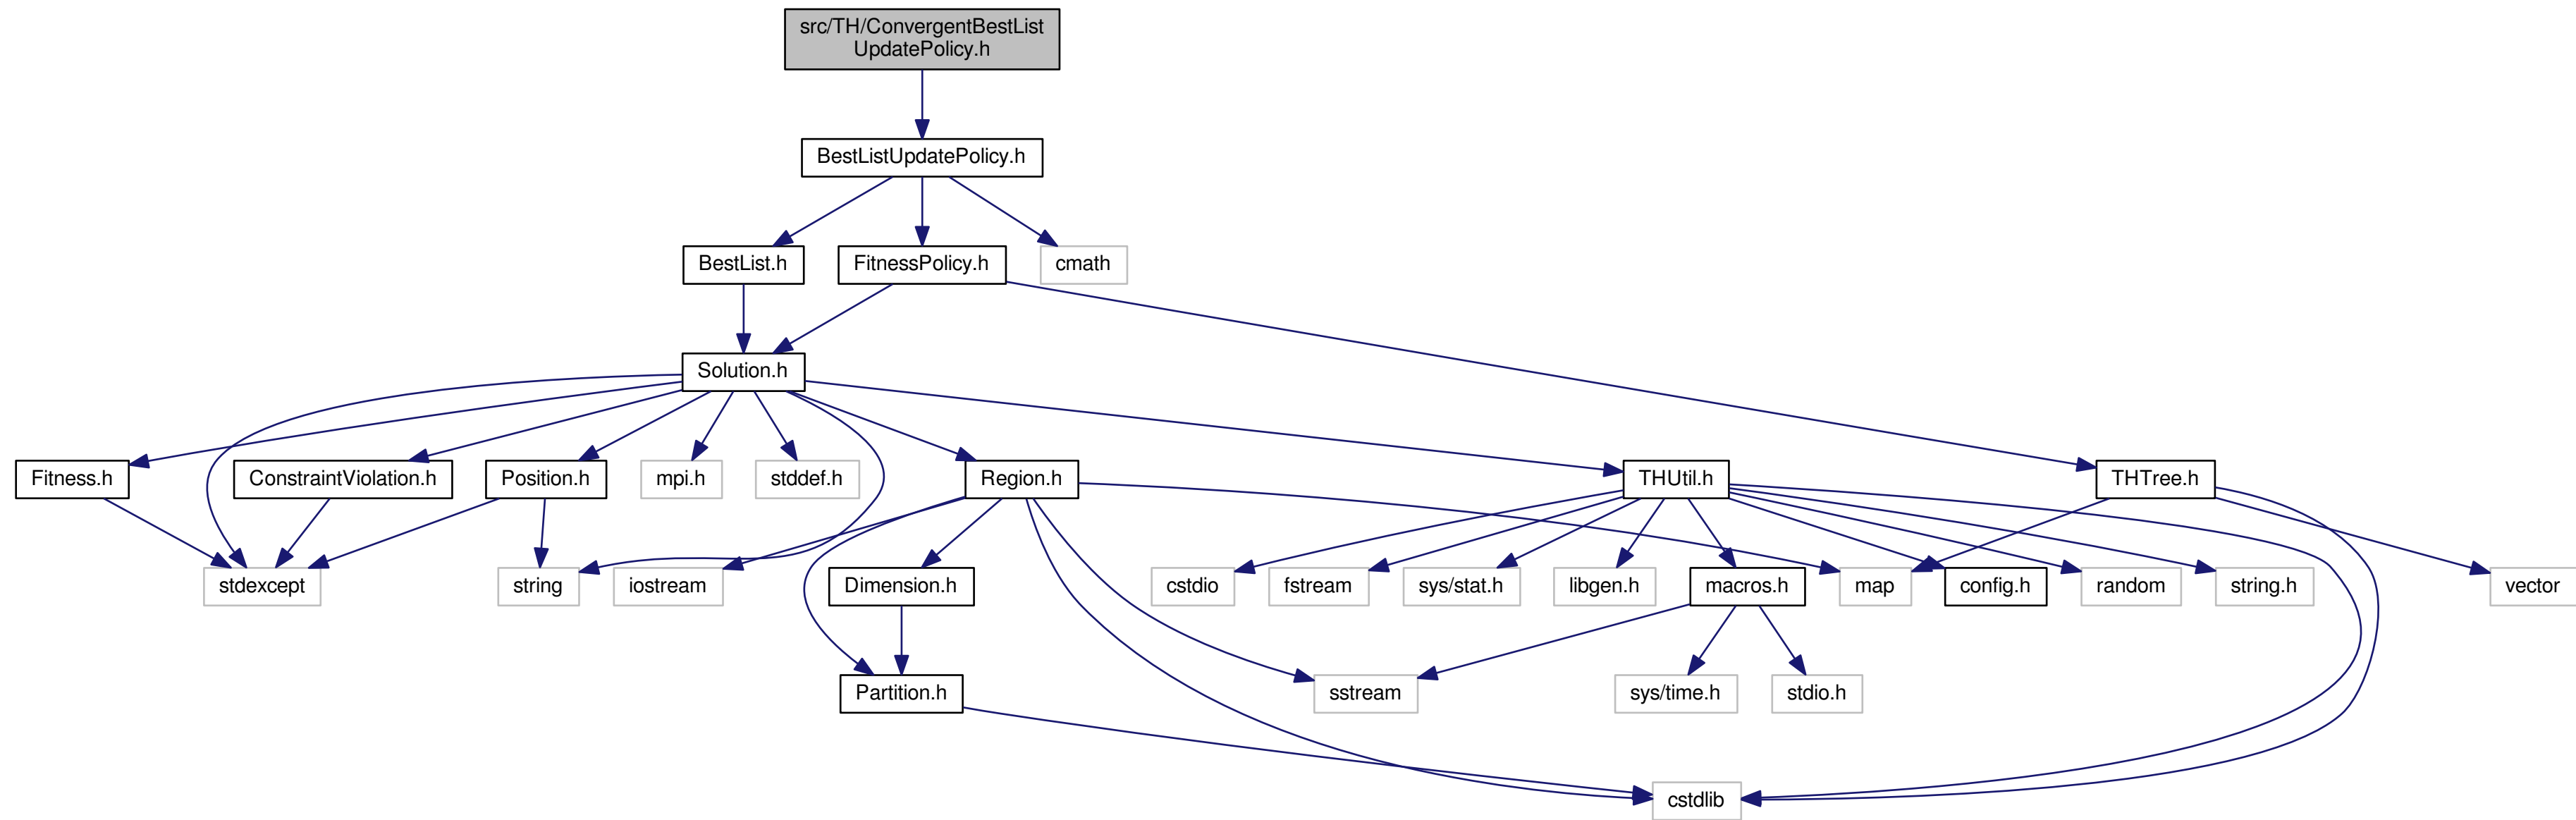 src/TH/ConvergentBestList
UpdatePolicy.h
BestListUpdatePolicy.h
BestList.h
FitnessPolicy.h
cmath
Solution.h
Fitness.h
ConstraintViolation.h
Position.h
mpi.h
stddef.h
Region.h
THUtil.h
THTree.h
stdexcept
string
iostream
Dimension.h
cstdio
fstream
sys/stat.h
libgen.h
macros.h
map
config.h
random
string.h
vector
Partition.h
sstream
sys/time.h
stdio.h
cstdlib